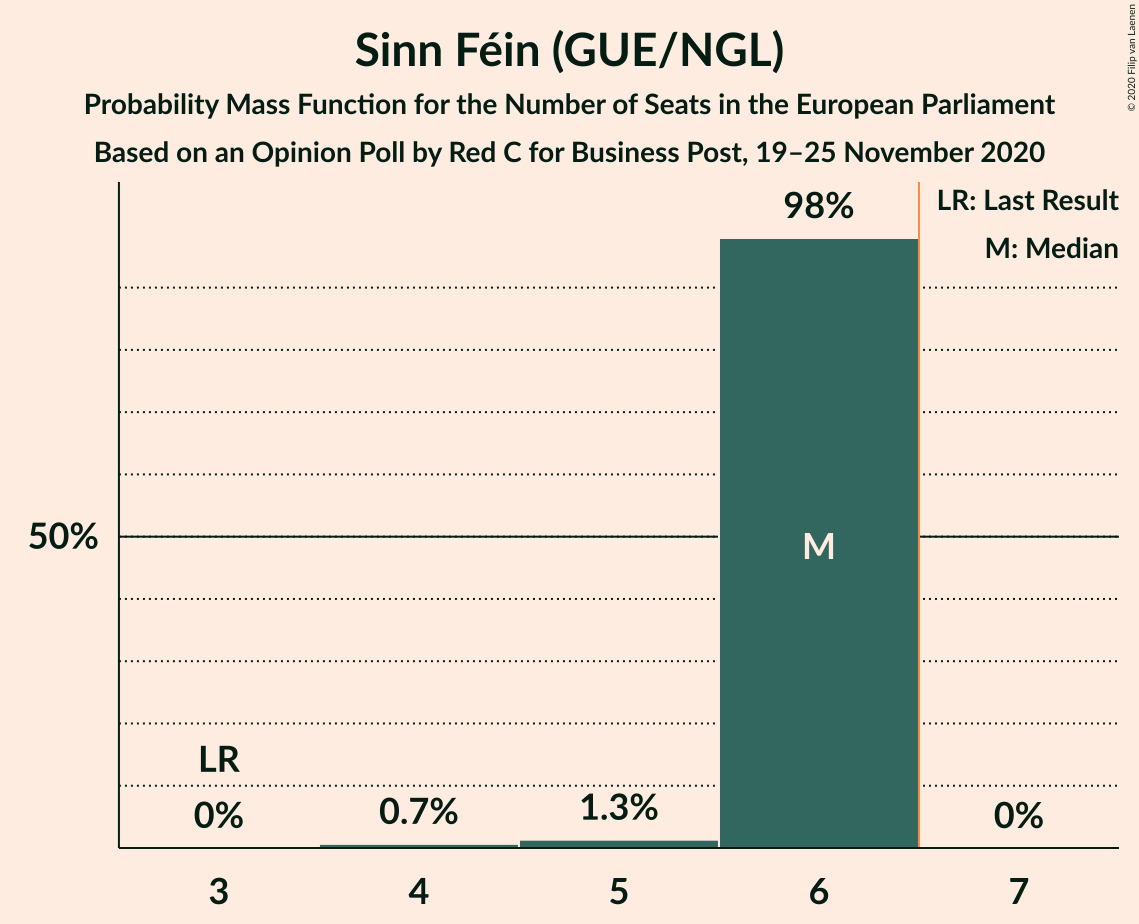 Sinn Féin (GUE/NGL)
Probability Mass Function for the Number of Seats in the European Parliament
Based on an Opinion Poll by Red C for Business Post, 19–25 November 2020
© 2020 Filip van Laenen
LR: Last Result
M: Median
98%
50%
M
LR
0%
0.7%
1.3%
0%
3
4
5
6
7